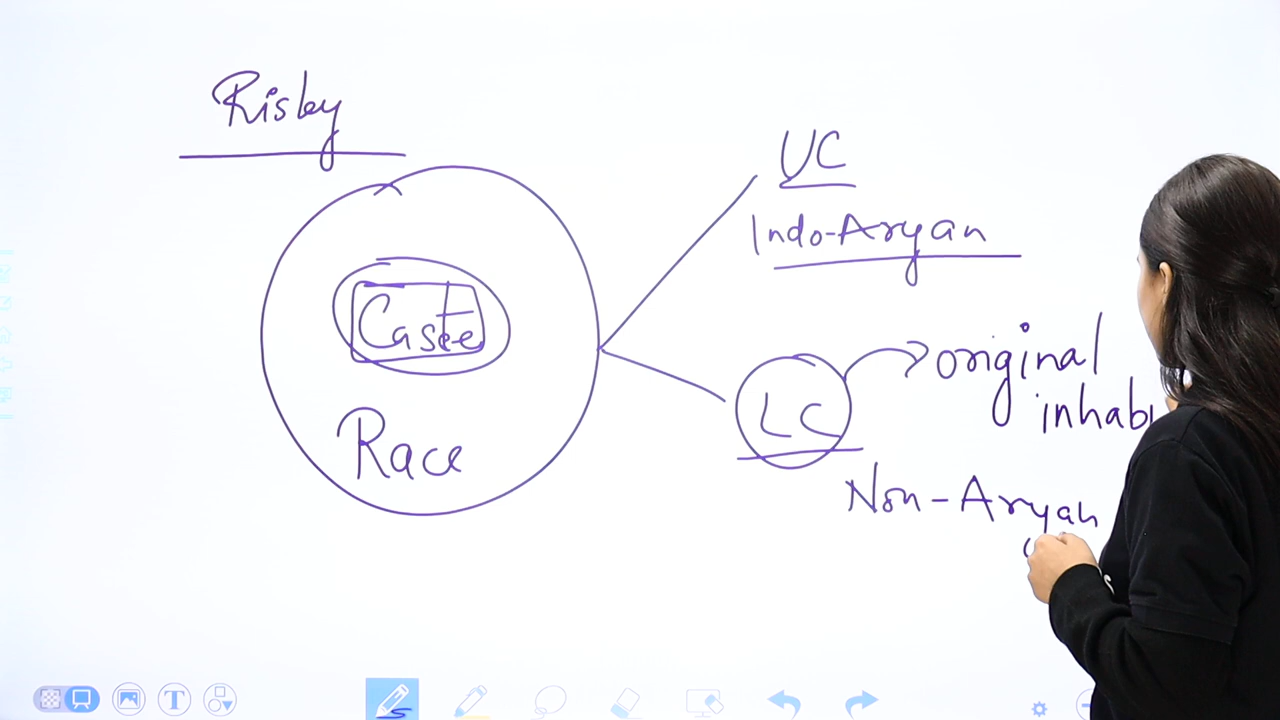 Risley
UC
Indo-Aryan
Caste
Race
LC
original
inhab
Non-Aryan
T